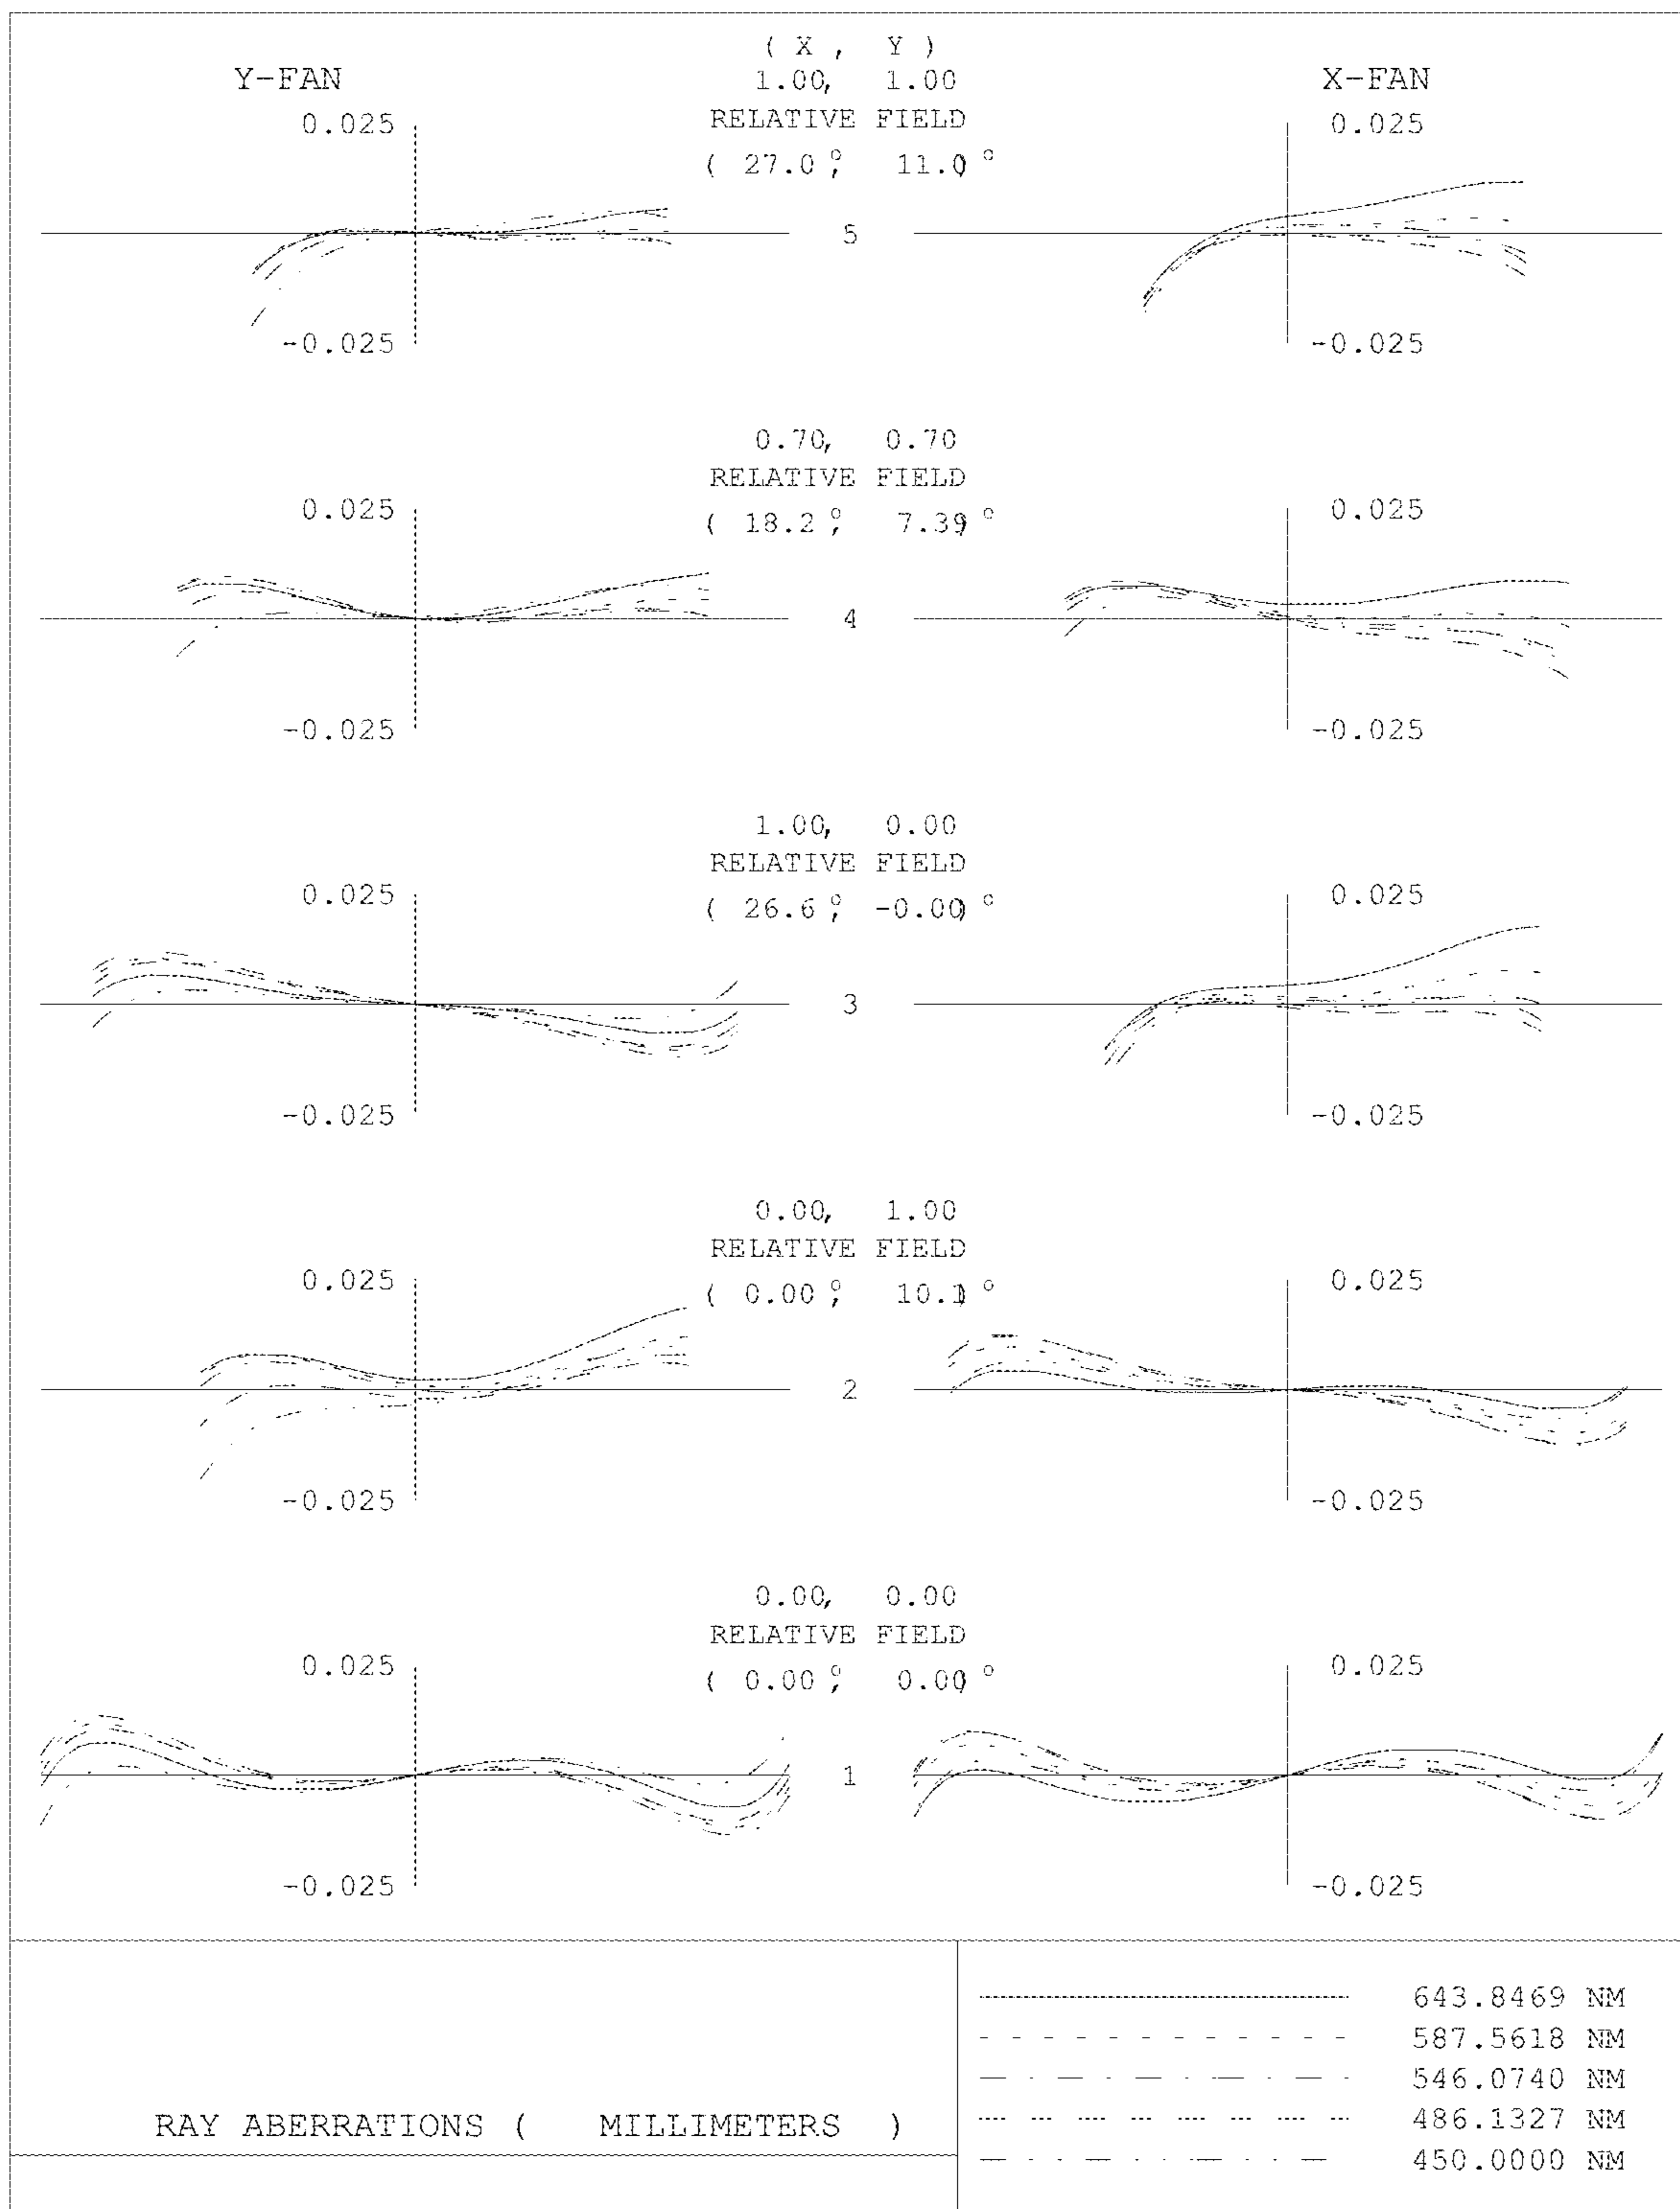 ( X , Y )
Y-FAN 1.00, 1.00 X-FAN
0.025 RELATIVE FIELD 0.025
( 27.0 °, 11.0 ) °
5
-0.025 -0.025
0.70, 0.70
RELATIVE FIELD
0.025 ( 18.2 °, 7.39 ) ° 0.025
4
-0.025 -0.025
1.00, 0.00
RELATIVE FIELD
0.025 ( 26.6 °, -0.00 ) ° 0.025
3
-0.025 -0.025
0.00, 1.00
RELATIVE FIELD
0.025 ( 0.00 °, 10.1 ) ° 0.025
2
-0.025 -0.025
0.00, 0.00
RELATIVE FIELD
0.025 ( 0.00 °, 0.00 ) ° 0.025
1
-0.025 -0.025
RAY ABERRATIONS ( MILLIMETERS )
643.8469 NM
587.5618 NM
546.0740 NM
486.1327 NM
450.0000 NM